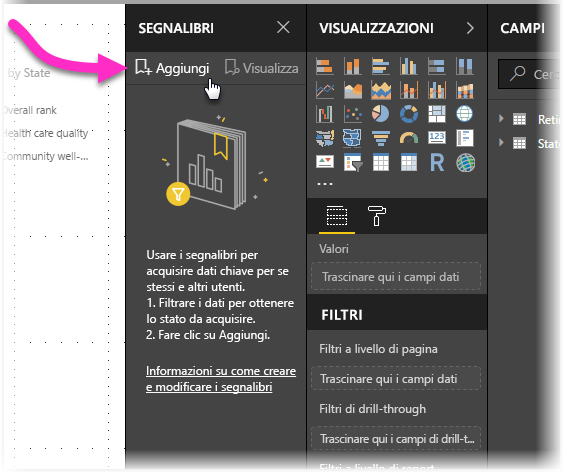 SEGNALIBRI
Aggiungi
Visualizza
by State
Overall rank
Health care quality
Community well-...
Usare i segnalibri per
acquisire dati chiave per se
stessi e altri utenti.
1. Filtrare i dati per ottenere
lo stato da acquisire.
2. Fare clic su Aggiungi.
Informazioni su come creare
e modificare i segnalibri
VISUALIZZAZIONI
123
R
...
Valori
Trascinare qui i campi dati
FILTRI
Filtri a livello di pagina
Trascinare qui i campi dati
Filtri di drill-through
Trascinare qui i campi di drill-t...
Filtri a livello di report
CAMPI
Cer
Reti
State